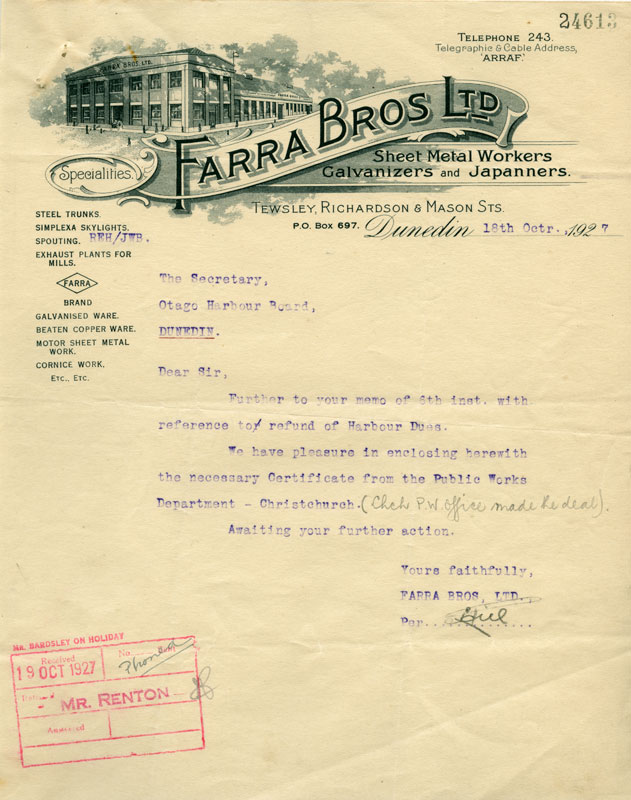 24613
TELEPHONE 243.
Telegraphic & Cable Address,
'ARRAF'.
FARRA BROS. LTD.
FARRA BROS LTD
Specialities.
Sheet Metal Workers
Galvanizers and Japanners.
TEWSLEY, RICHARDSON & MASON STS.
P.O. BOX 697. Dunedin 18th Octr. 1927
STEEL TRUNKS.
SIMPLEXA SKYLIGHTS.
SPOUTING. REH/JWB.
EXHAUST PLANTS FOR
MILLS.
FARRA
BRAND
GALVANISED WARE.
BEATEN COPPER WARE.
MOTOR SHEET METAL
WORK.
CORNICE WORK,
ETC., ETC.
The Secretary,
Otago Harbour Board,
DUNEDIN.
Dear Sir,
Further to your memo of 6th inst. with
reference to refund of Harbour Dues.
We have pleasure in enclosing herewith
the necessary Certificate from the Public Works
Department - Christchurch. (Chch P.W. Office made the deal).
Awaiting your further action.
Yours faithfully,
FARRA BROS, LTD.,
Per..................
MR. BARDSLEY ON HOLIDAY
Received
19 OCT 1927
No.
Phoned
MR. RENTON
Answered